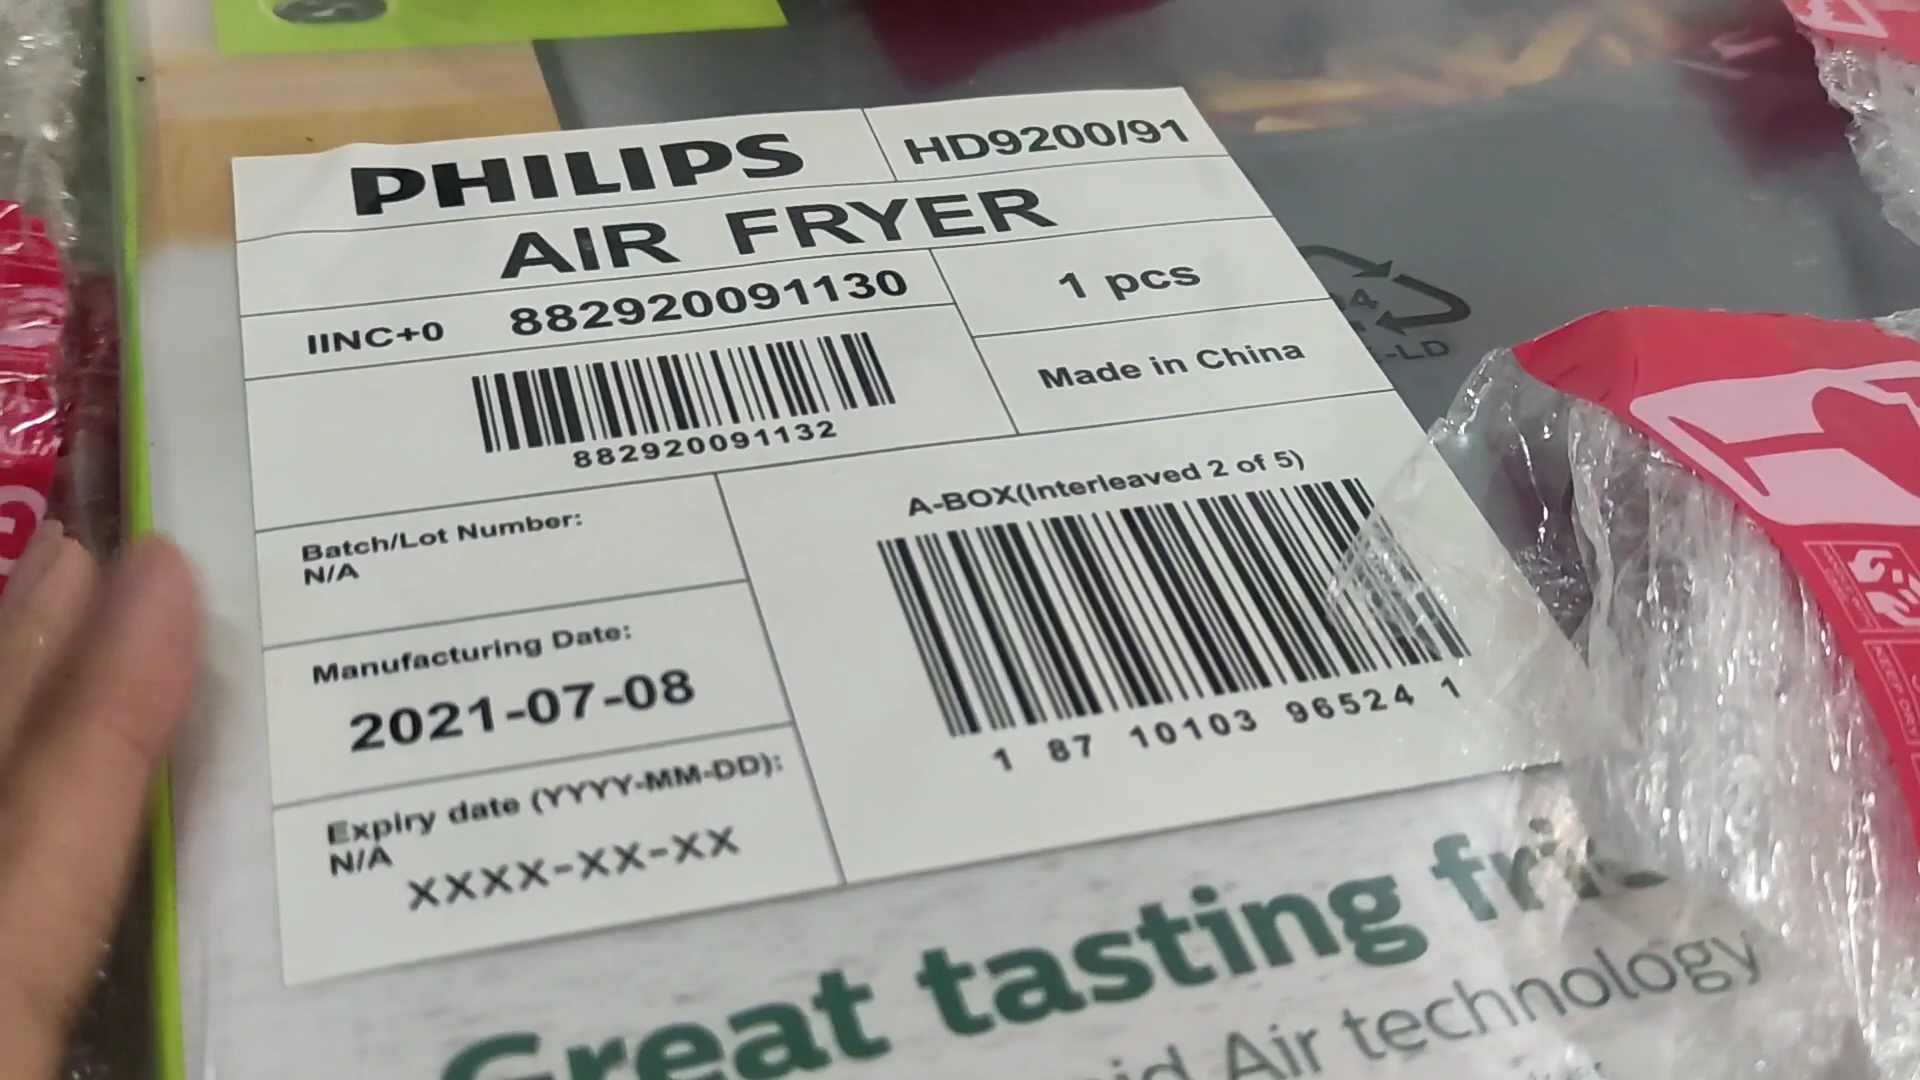 PHILIPS HD9200/91
AIR FRYER
IINC+0 882920091130
1 pcs
882920091132
Made in China
A-BOX(Interleaved 2 of 5)
1 87 10103 96524 1
Batch/Lot Number:
N/A
Manufacturing Date:
2021-07-08
Expiry date (YYYY-MM-DD):
N/A
XXXX-XX-XX
Great tasting
Air technology
KEEP DRY